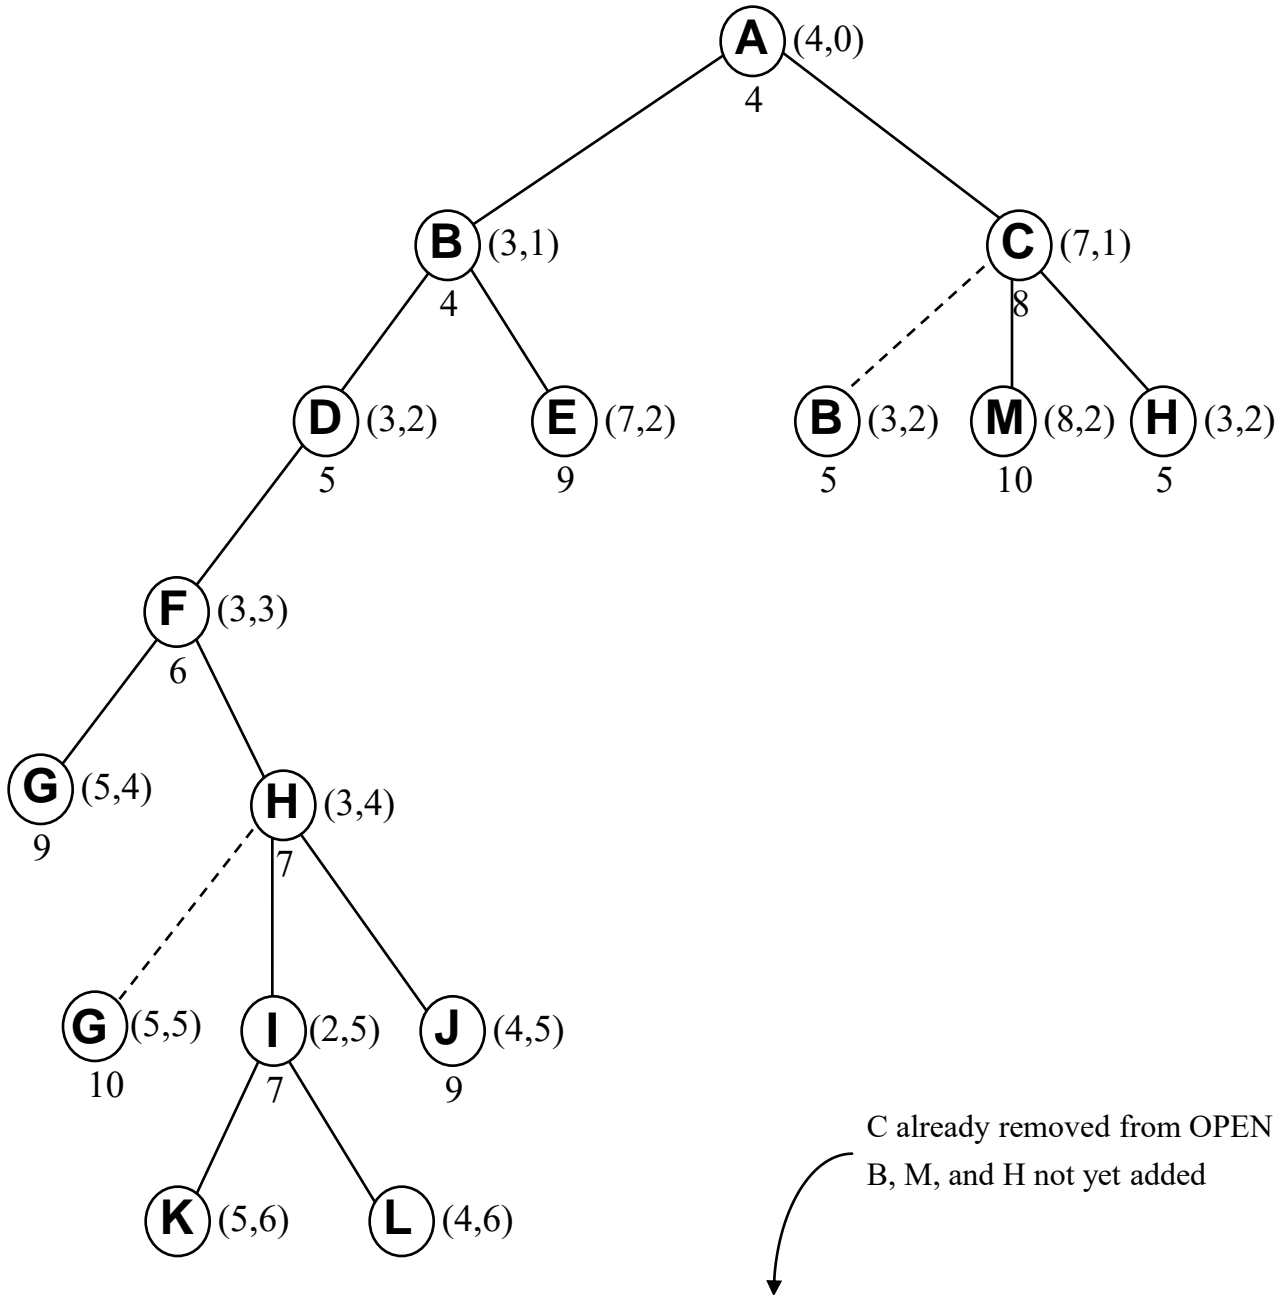 A (4,0)
4
B (3,1)
4
C (7,1)
8
D (3,2)
5
E (7,2)
9
B (3,2)
5
M (8,2)
10
H (3,2)
5
F (3,3)
6
G (5,4)
9
H (3,4)
7
G (5,5)
10
I (2,5)
7
J (4,5)
9
K (5,6)
L (4,6)
C already removed from OPEN
B, M, and H not yet added